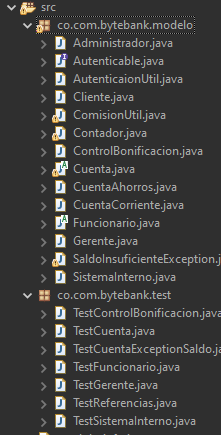 src
co.com.bytebank.modelo
Administrador.java
Autenticable.java
AutenticaionUtil.java
Cliente.java
ComisionUtil.java
Contador.java
ControlBonificacion.java
Cuenta.java
CuentaAhorros.java
CuentaCorriente.java
Funcionario.java
Gerente.java
SaldoInsuficienteException.j
SistemaInterno.java
co.com.bytebank.test
TestControlBonificacion.java
TestCuenta.java
TestCuentaExceptionSaldo.ja
TestFuncionario.java
TestGerente.java
TestReferencias.java
TestSistemaInterno.java